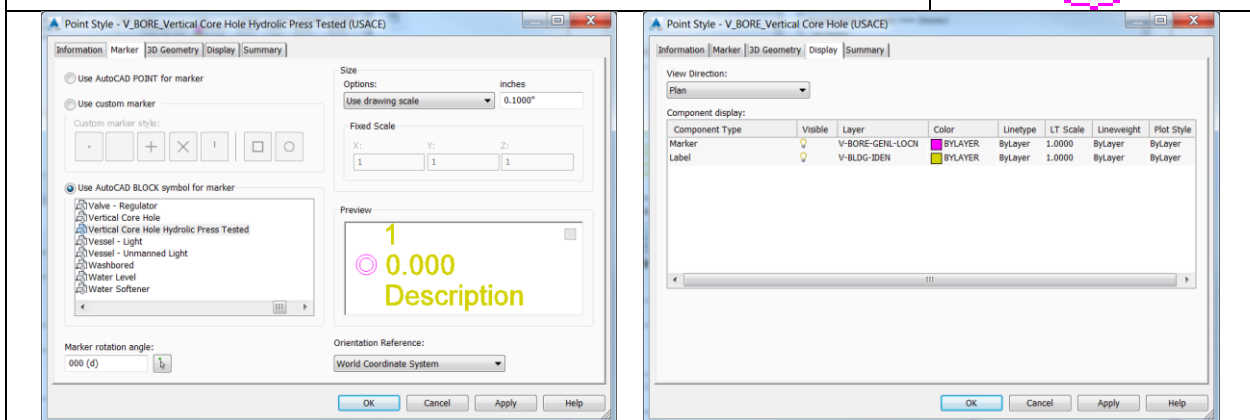 Point Style - V_BORE_Vertical Core Hole Hydrolic Press Tested (USACE)
Information Marker 3D Geometry Display Summary
Use AutoCAD POINT for marker
Use custom marker
Custom marker style:
Use AutoCAD BLOCK symbol for marker
Valve - Regulator
Vertical Core Hole
Vertical Core Hole Hydrolic Press Tested
Vessel - Light
Vessel - Unmanned Light
Washbored
Water Level
Water Softener
Marker rotation angle:
000 (d)
Size
Options: inches
Use drawing scale 0.1000"
Fixed Scale
X: Y: Z:
1 1 1
Preview
1
0.000
Description
Orientation Reference:
World Coordinate System
OK Cancel Apply Help
Point Style - V_BORE_Vertical Core Hole (USACE)
Information Marker 3D Geometry Display Summary
View Direction:
Plan
Component display:
Component Type Visible Layer Color Linetype LT Scale Lineweight Plot Style
Marker V-BORE-GENL-LOCN BYLAYER ByLayer 1.0000 ByLayer ByLayer
Label V-BLDG-IDEN BYLAYER ByLayer 1.0000 ByLayer ByLayer
OK Cancel Apply Help